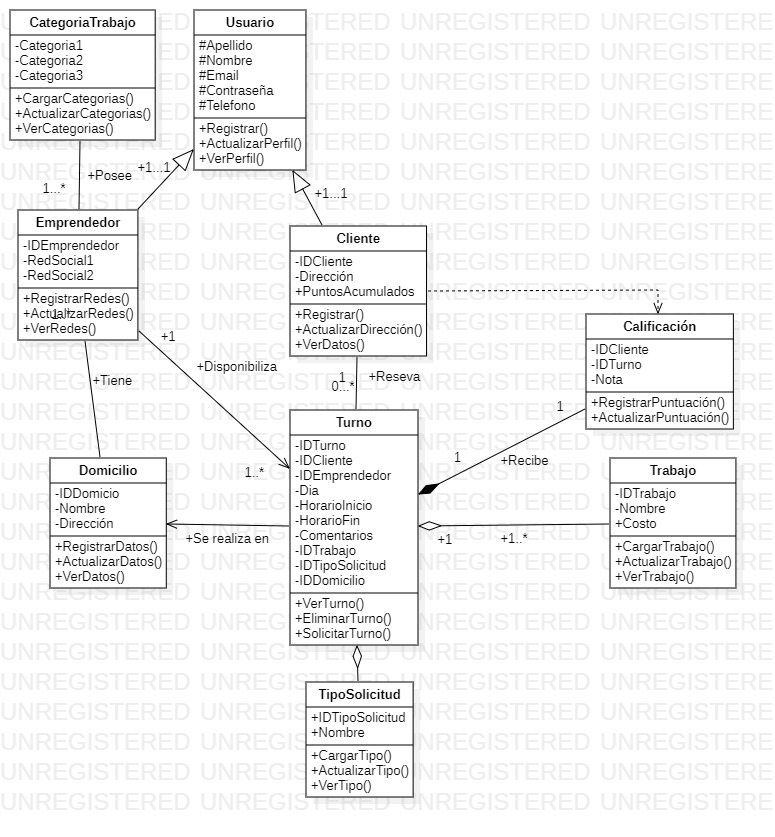 CategoriaTrabajo
-Categoria1
-Categoria2
-Categoria3
+CargarCategorias()
+ActualizarCategorias()
+VerCategorias()
Usuario
#Apellido
#Nombre
#Email
#Contraseña
#Telefono
+Registrar()
+ActualizarPerfil()
+VerPerfil()
+Posee
1...*
+1...1
+1...1
Emprendedor
-IDEmprendedor
-RedSocial1
-RedSocial2
+RegistrarRedes()
+ActualizarRedes()
+VerRedes()
Cliente
-IDCliente
-Dirección
+PuntosAcumulados
+Registrar()
+ActualizarDirección()
+VerDatos()
Calificación
-IDCliente
-IDTurno
-Nota
+RegistrarPuntuación()
+ActualizarPuntuación()
+1
+Disponibiliza
1..*
+Tiene
1
0...*
+Reseva
1
1
+Recibe
Turno
-IDTurno
-IDCliente
-IDEmprendedor
-Dia
-HorarioInicio
-HorarioFin
-Comentarios
-IDTrabajo
-IDTipoSolicitud
-IDDomicilio
+VerTurno()
+EliminarTurno()
+SolicitarTurno()
Domicilio
-IDDomicio
-Nombre
-Dirección
+RegistrarDatos()
+ActualizarDatos()
+VerDatos()
+Se realiza en
+1
+1..*
Trabajo
-IDTrabajo
-Nombre
+Costo
+CargarTrabajo()
+ActualizarTrabajo()
+VerTrabajo()
TipoSolicitud
+IDTipoSolicitud
+Nombre
+CargarTipo()
+ActualizarTipo()
+VerTipo()
UNREGISTERED